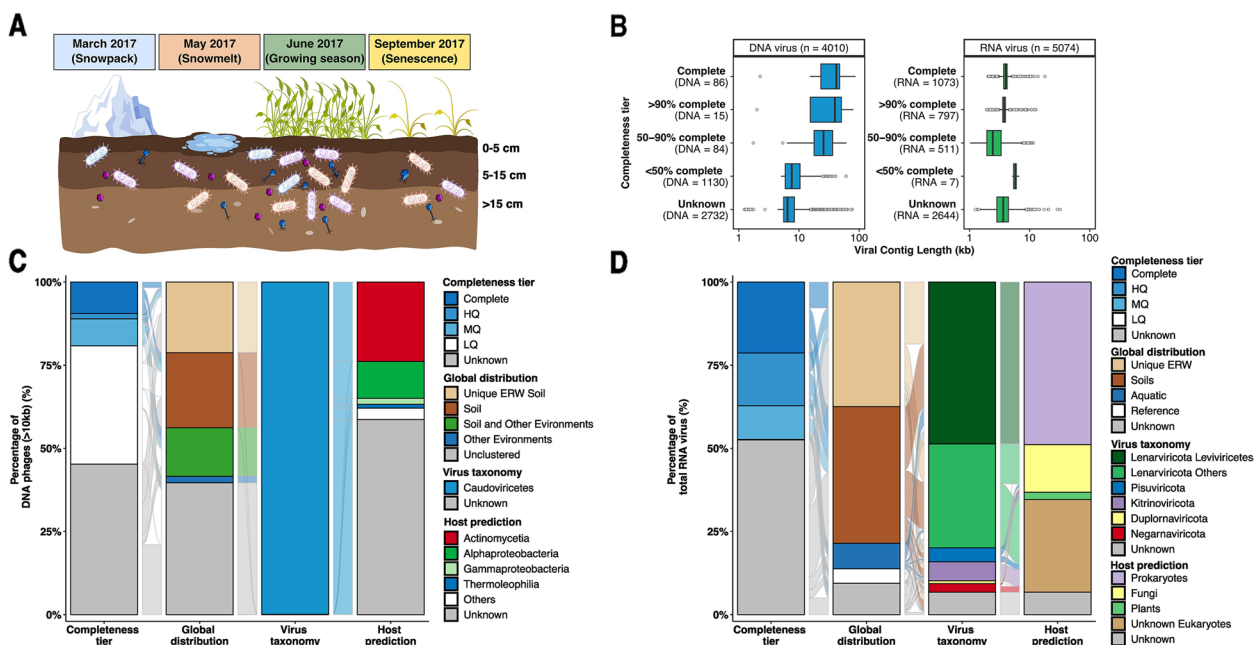 A
March 2017
(Snowpack)
May 2017
(Snowmelt)
June 2017
(Growing season)
September 2017
(Senescence)
0-5 cm
5-15 cm
>15 cm
B
DNA virus (n = 4010)
RNA virus (n = 5074)
Completeness tier
Complete
(DNA = 86)
>90% complete
(DNA = 15)
50–90% complete
(DNA = 84)
<50% complete
(DNA = 1130)
Unknown
(DNA = 2732)
Complete
(RNA = 1073)
>90% complete
(RNA = 797)
50–90% complete
(RNA = 511)
<50% complete
(RNA = 7)
Unknown
(RNA = 2644)
1 10 100
1 10 100
Viral Contig Length (kb)
C
Percentage of
DNA phages (>10kb) (%)
100%
75%
50%
25%
0%
Completeness
tier
Global
distribution
Virus
taxonomy
Host
prediction
Completeness tier
Complete
HQ
MQ
LQ
Unknown
Global distribution
Unique ERW Soil
Soil
Soil and Other Environments
Other Evironments
Unclustered
Virus taxonomy
Caudoviricetes
Unknown
Host prediction
Actinomycetia
Alphaproteobacteria
Gammaproteobacteria
Thermoleophilia
Others
Unknown
D
Percentage of
total RNA virus (%)
100%
75%
50%
25%
0%
Completeness
tier
Global
distribution
Virus
taxonomy
Host
prediction
Completeness tier
Complete
HQ
MQ
LQ
Unknown
Global distribution
Unique ERW
Soils
Aquatic
Reference
Unknown
Virus taxonomy
Lenarviricota Leviviricetes
Lenarviricota Others
Pisuviricota
Kitrinoviricota
Duplornaviricota
Negarnaviricota
Unknown
Host prediction
Prokaryotes
Fungi
Plants
Unknown Eukaryotes
Unknown